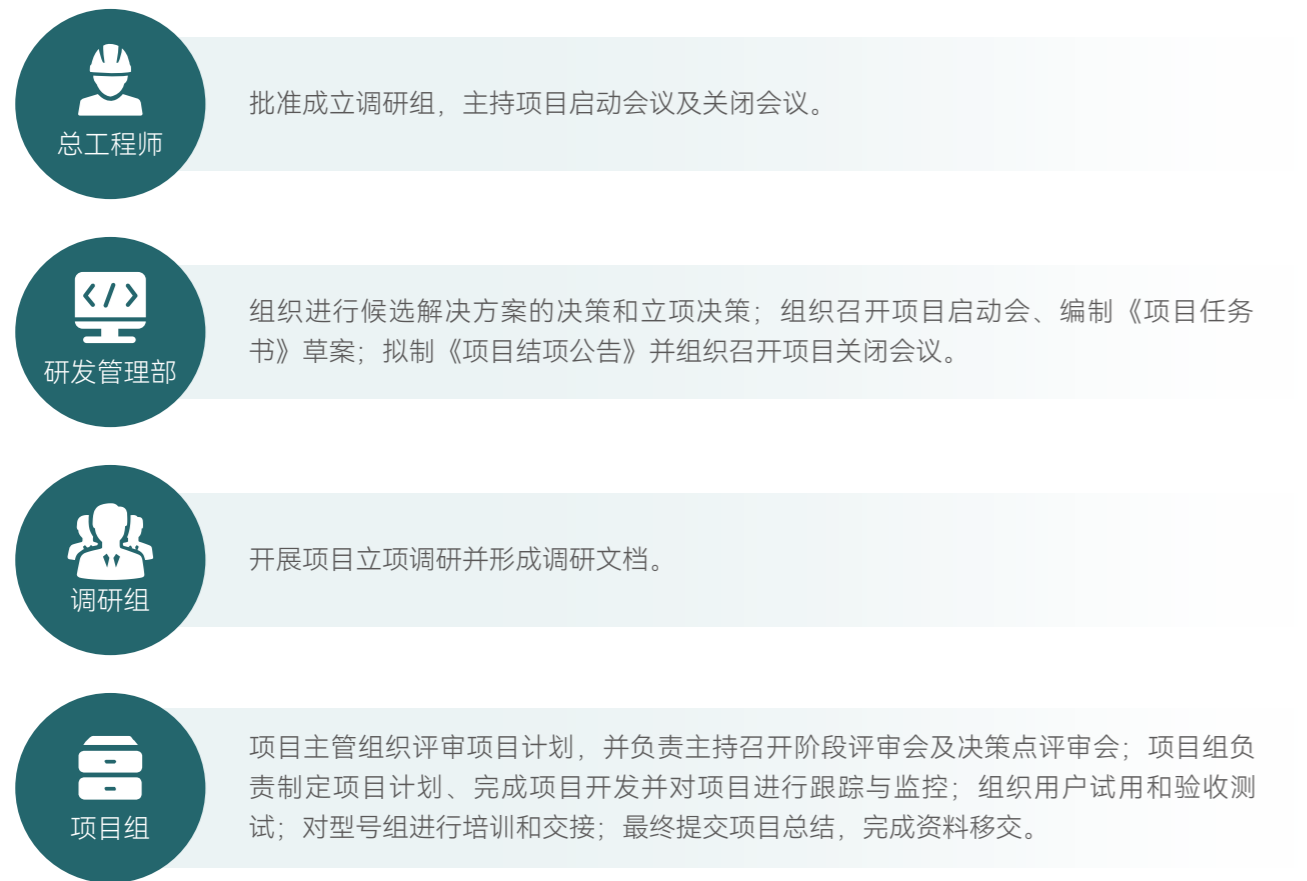 总工程师
批准成立调研组，主持项目启动会议及关闭会议。
研发管理部
组织进行候选解决方案的决策和立项决策；组织召开项目启动会、编制《项目任务
书》草案；拟制《项目结项公告》并组织召开项目关闭会议。
调研组
开展项目立项调研并形成调研文档。
项目组
项目主管组织评审项目计划，并负责主持召开阶段评审会及决策点评审会；项目组负
责制定项目计划、完成项目开发并对项目进行跟踪与监控；组织用户试用和验收测
试；对型号组进行培训和交接；最终提交项目总结，完成资料移交。